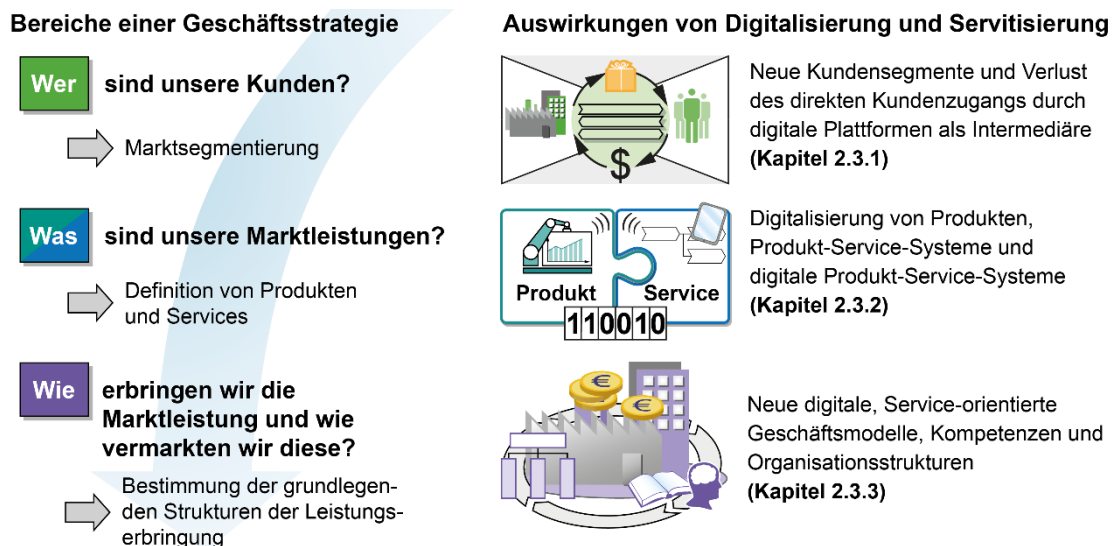 Bereiche einer Geschäftsstrategie
Auswirkungen von Digitalisierung und Servitisierung
Wer
sind unsere Kunden?
Marktsegmentierung
$
Neue Kundensegmente und Verlust
des direkten Kundenzugangs durch
digitale Plattformen als Intermediäre
(Kapitel 2.3.1)
Was
sind unsere Marktleistungen?
Definition von Produkten
und Services
Produkt
Service
110010
Digitalisierung von Produkten,
Produkt-Service-Systeme und
digitale Produkt-Service-Systeme
(Kapitel 2.3.2)
Wie
erbringen wir die
Marktleistung und wie
vermarkten wir diese?
Bestimmung der grundlegen-
den Strukturen der Leistungs-
erbringung
€
€
Neue digitale, Service-orientierte
Geschäftsmodelle, Kompetenzen und
Organisationsstrukturen
(Kapitel 2.3.3)